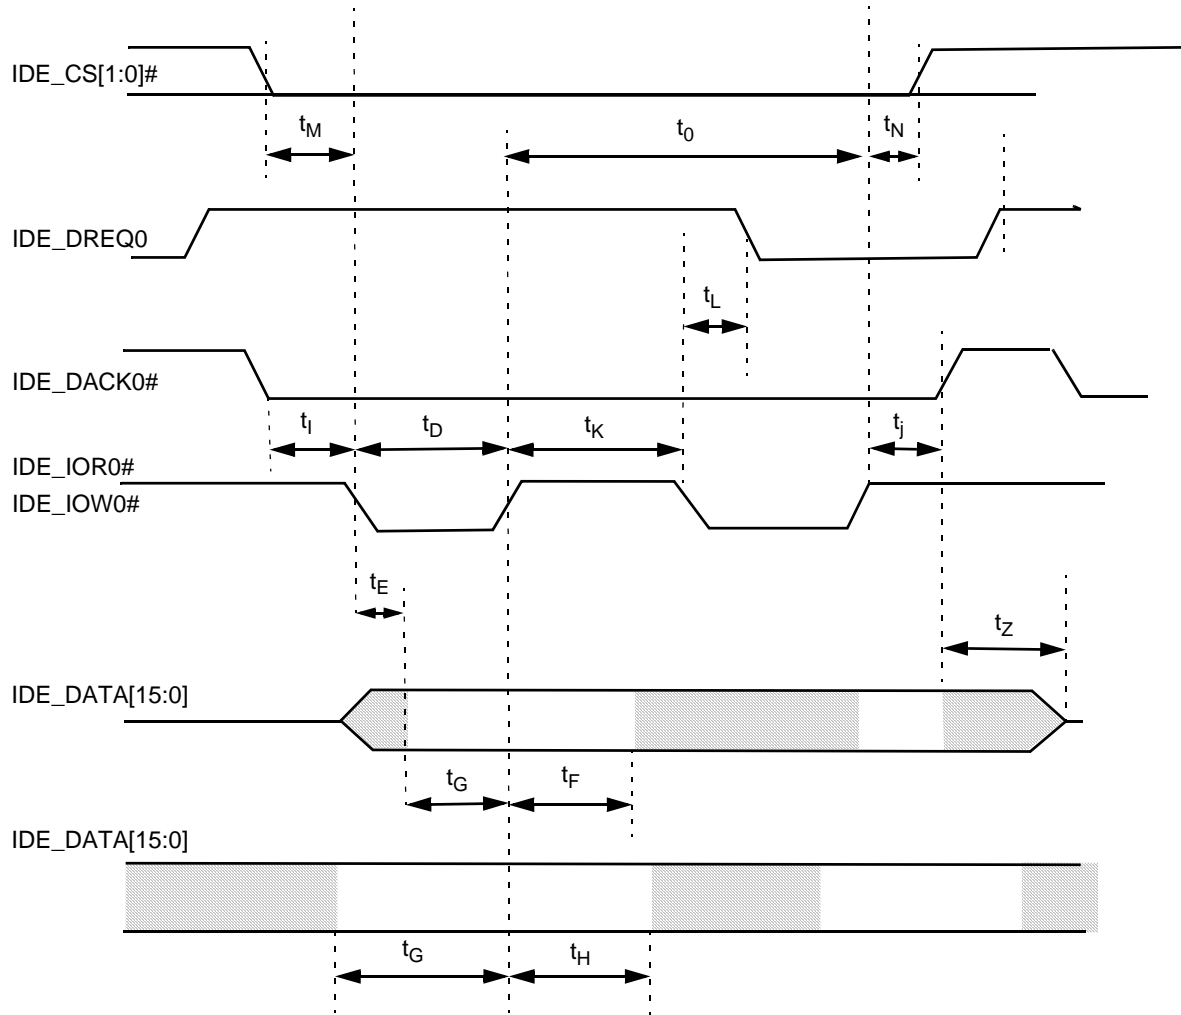 IDE_CS[1:0]#
tM
t0
tN
IDE_DREQ0
tL
IDE_DACK0#
tI
tD
tK
tj
IDE_IOR0#
IDE_IOW0#
tE
tZ
IDE_DATA[15:0]
tG
tF
IDE_DATA[15:0]
tG
tH